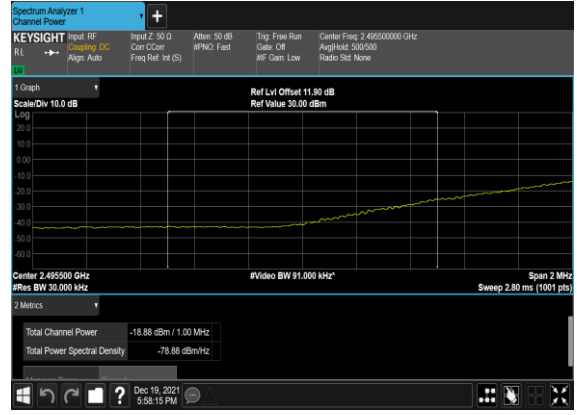 Spectrum Analyzer 1
Channel Power
+
KEYSIGHT
RL
Input: RF
Coupling: DC
Align: Auto
Input Z: 50 Ω
Corr CCorr
Freq Ref: Int (S)
Atten: 50 dB
#PNO: Fast
Trig: Free Run
Gate: Off
#IF Gain: Low
Center Freq: 2.495500000 GHz
Avg|Hold: 500/500
Radio Std: None
LM
1 Graph
Scale/Div 10.0 dB
Ref Lvl Offset 11.90 dB
Ref Value 30.00 dBm
Log
20.0
10.0
0.00
-10.0
-20.0
-30.0
-40.0
-50.0
-60.0
Center 2.495500 GHz
#Res BW 30.000 kHz
#Video BW 91.000 kHz*
Span 2 MHz
Sweep 2.80 ms (1001 pts)
2 Metrics
Total Channel Power -18.88 dBm / 1.00 MHz
Total Power Spectral Density -78.88 dBm/Hz
?
Dec 19, 2021
5:58:15 PM